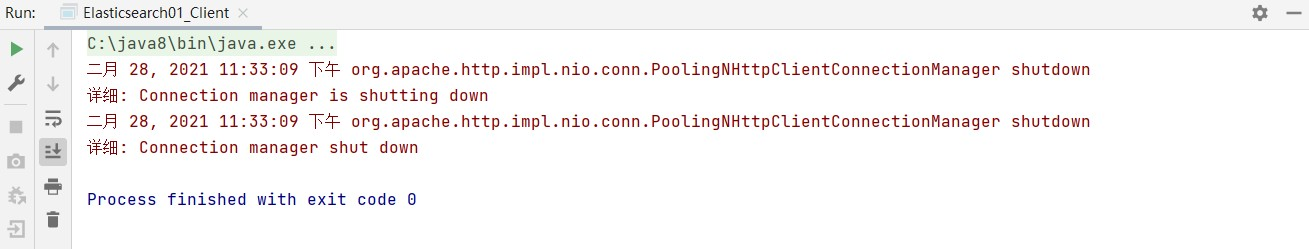 Run: Elasticsearch01_Client
C:\java8\bin\java.exe ...
二月 28, 2021 11:33:09 下午 org.apache.http.impl.nio.conn.PoolingNHttpClientConnectionManager shutdown
详细: Connection manager is shutting down
二月 28, 2021 11:33:09 下午 org.apache.http.impl.nio.conn.PoolingNHttpClientConnectionManager shutdown
详细: Connection manager shut down
Process finished with exit code 0